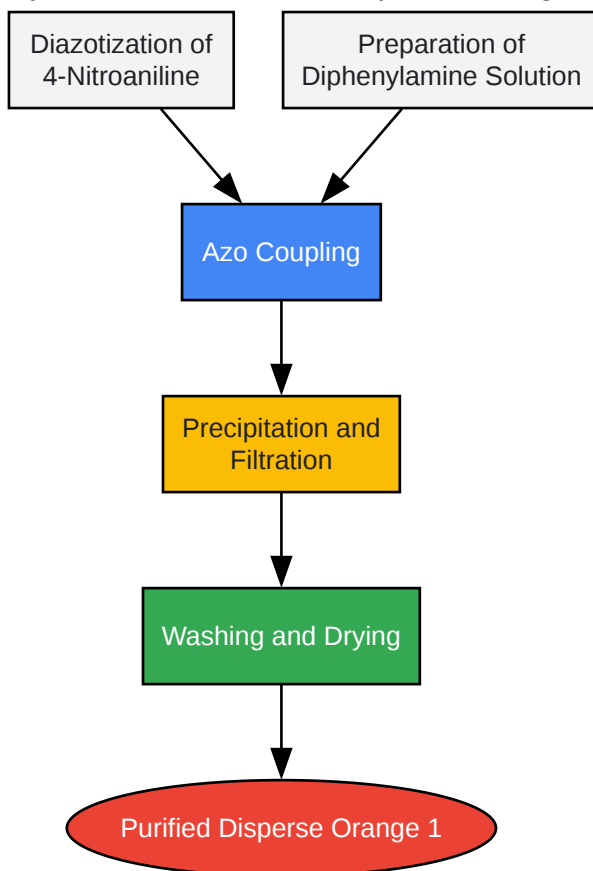 Diazotization of
4-Nitroaniline
Preparation of
Diphenylamine Solution
Azo Coupling
Precipitation and
Filtration
Washing and Drying
Purified Disperse Orange 1